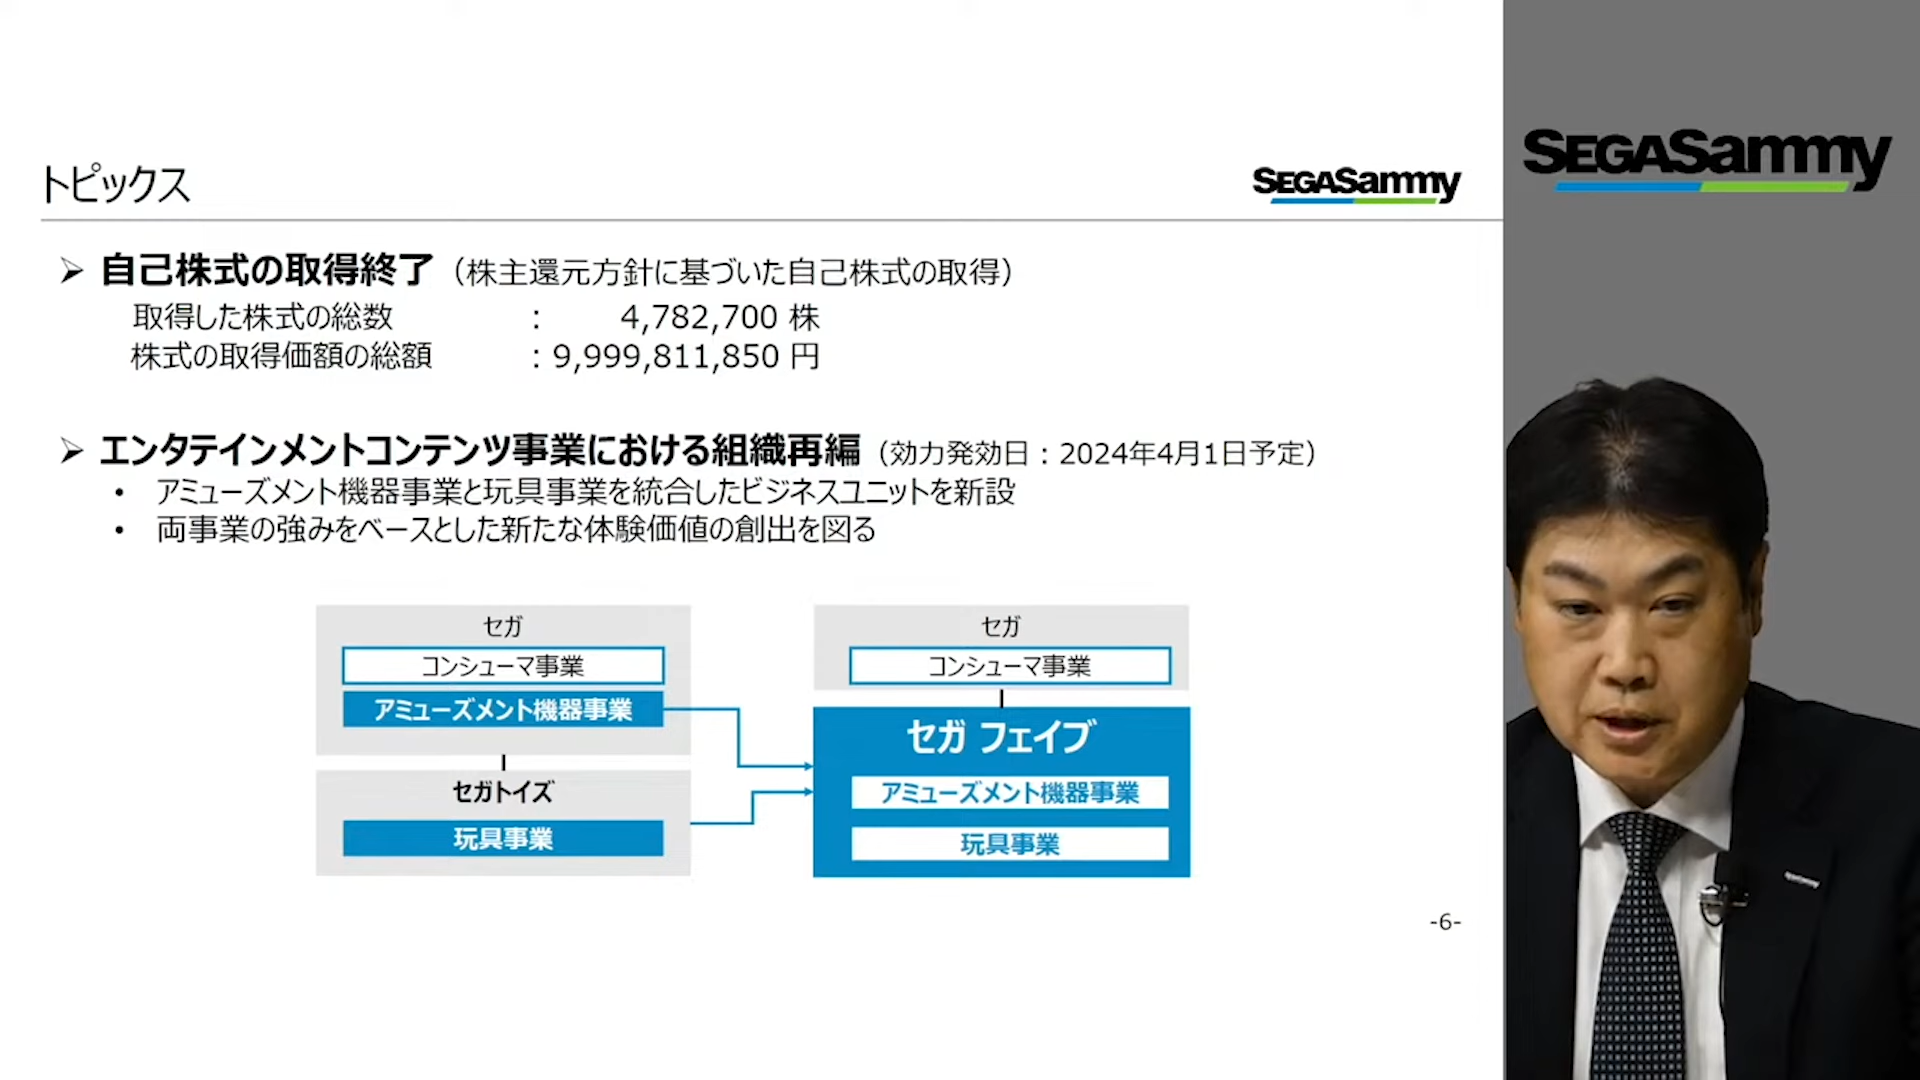 トピックス
SEGASammy
SEGASammy
➢ 自己株式の取得終了（株主還元方針に基づいた自己株式の取得）
取得した株式の総数 : 4,782,700 株
株式の取得価額の総額 : 9,999,811,850 円
➢ エンタテインメントコンテンツ事業における組織再編（効力発効日：2024年4月1日予定）
• アミューズメント機器事業と玩具事業を統合したビジネスユニットを新設
• 両事業の強みをベースとした新たな体験価値の創出を図る
セガ
コンシューマ事業
アミューズメント機器事業
セガトイズ
玩具事業
セガ
コンシューマ事業
セガ フェイブ
アミューズメント機器事業
玩具事業
-6-